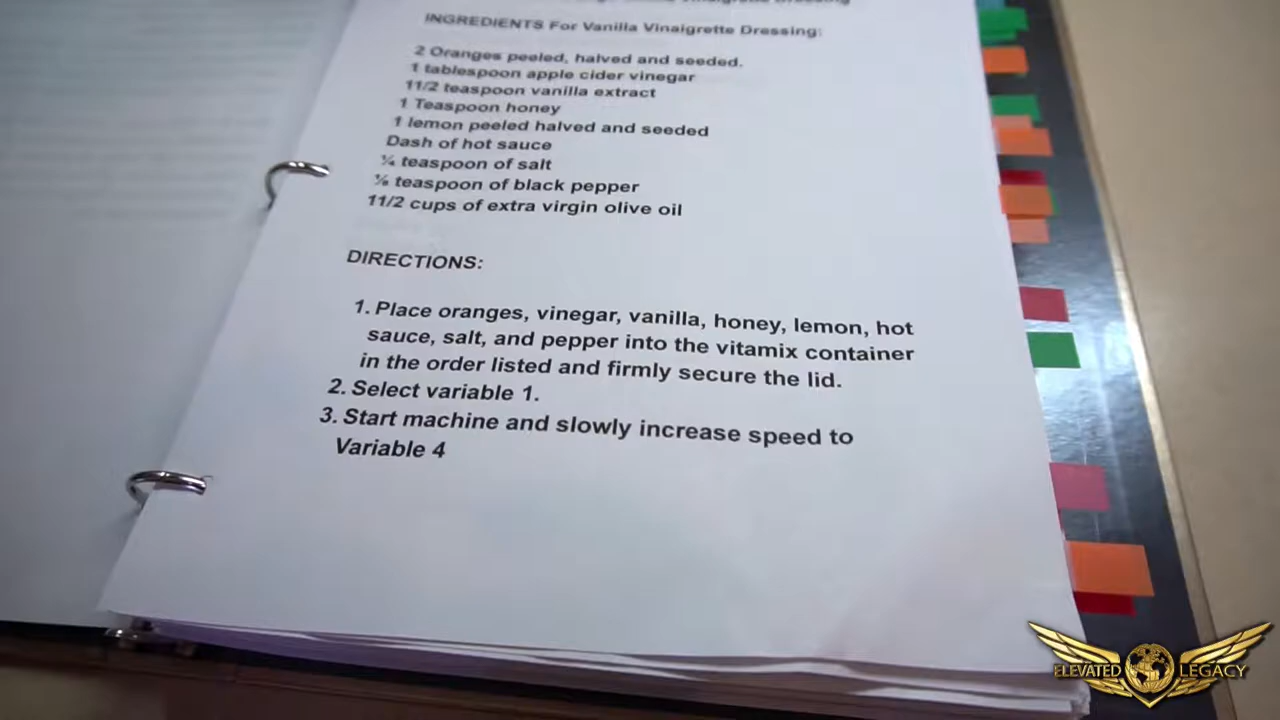 Vinaigrette Dressing
INGREDIENTS For Vanilla Vinaigrette Dressing:
2 Oranges peeled, halved and seeded.
1 tablespoon apple cider vinegar
11/2 teaspoon vanilla extract
1 Teaspoon honey
1 lemon peeled halved and seeded
Dash of hot sauce
¼ teaspoon of salt
⅛ teaspoon of black pepper
11/2 cups of extra virgin olive oil
DIRECTIONS:
1. Place oranges, vinegar, vanilla, honey, lemon, hot
sauce, salt, and pepper into the vitamix container
in the order listed and firmly secure the lid.
2. Select variable 1.
3. Start machine and slowly increase speed to
Variable 4
ELEVATED LEGACY